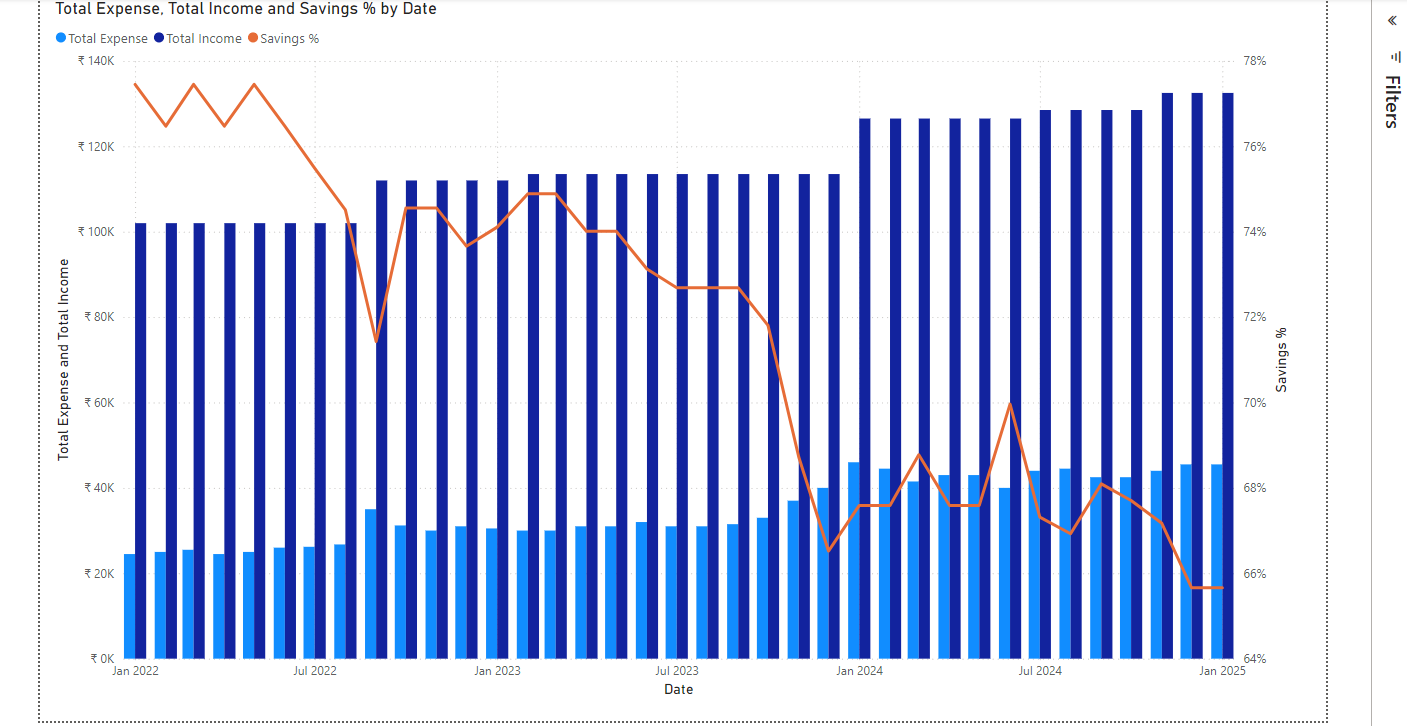 Total Expense, Total Income and Savings % by Date
Total Expense Total Income Savings %
₹ 140K
₹ 120K
₹ 100K
₹ 80K
₹ 60K
₹ 40K
₹ 20K
₹ 0K
Total Expense and Total Income
78%
76%
74%
72%
70%
68%
66%
64%
Savings %
Jan 2022 Jul 2022 Jan 2023 Jul 2023 Jan 2024 Jul 2024 Jan 2025
Date
Filters